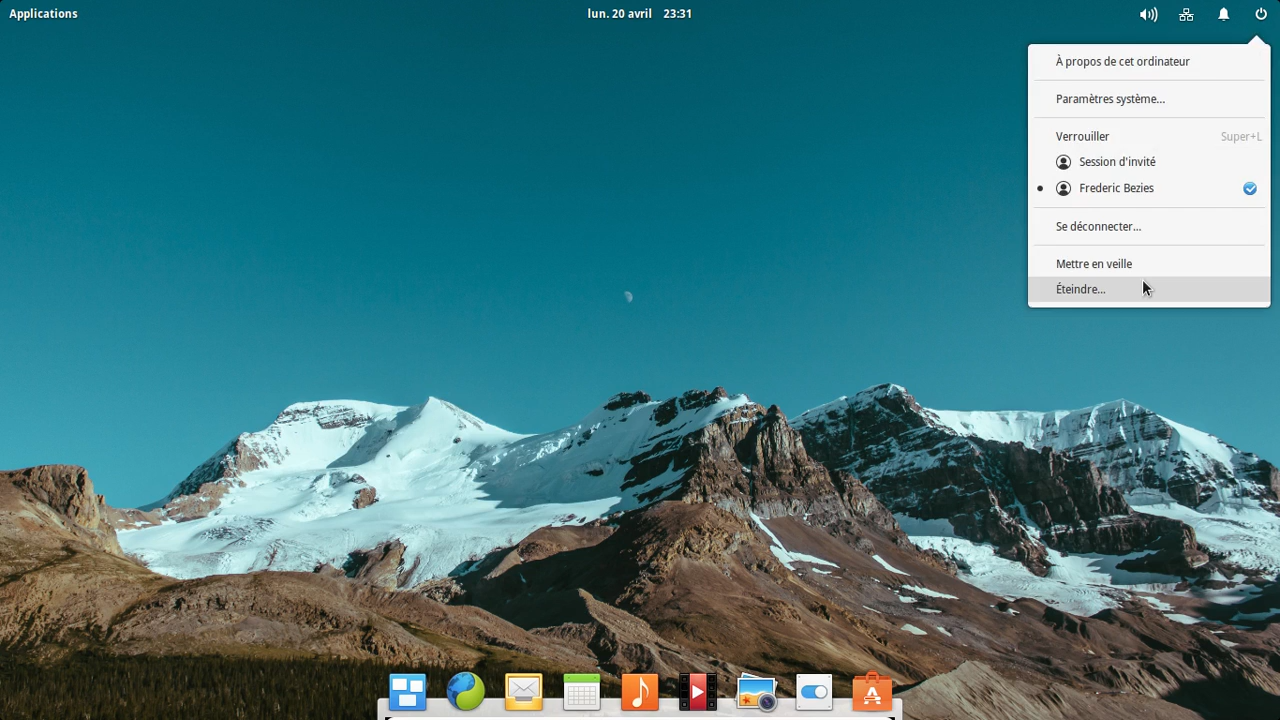 Applications
lun. 20 avril 23:31
À propos de cet ordinateur
Paramètres système...
Verrouiller Super+L
Session d'invité
Frederic Bezies
Se déconnecter...
Mettre en veille
Éteindre...